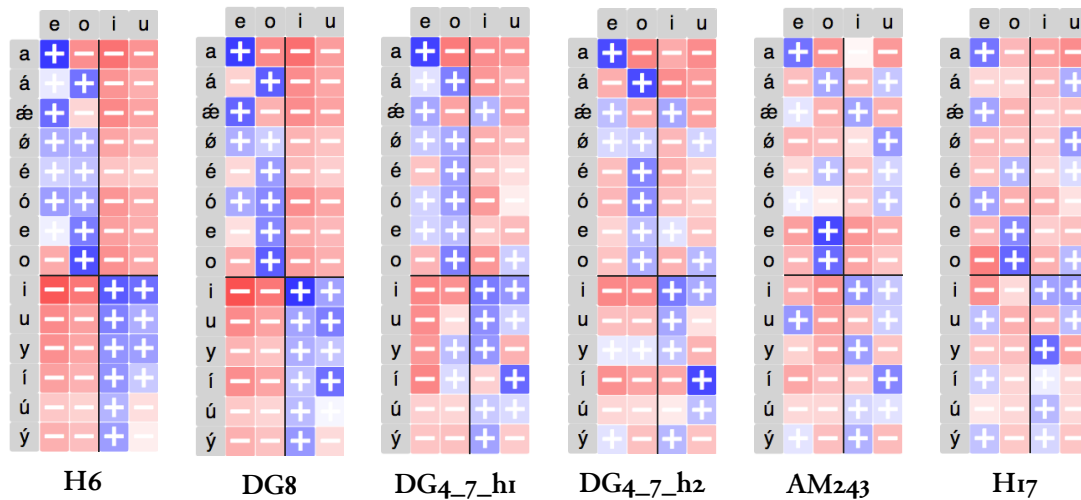 e o i u e o i u e o i u e o i u e o i u e o i u
a + − − − a + − − − a + − − − a + − − − a + − − − a + − − −
á + + − − á − + − − á + + − − á − + − − á − + − + á − − − +
ǽ + − − − ǽ + − − − ǽ + − + − ǽ + − + − ǽ + − + − ǽ + − − −
ǿ + + − − ǿ + + − − ǿ + + − − ǿ + + − + ǿ − − − + ǿ − − − +
é + + − − é − + − − é − + − − é − + − − é − + − + é − + − +
ó + + − − ó + + − − ó + + − − ó − + − − ó + − − + ó + − − −
e + + − − e − + − − e + + − − e − + + − e − + − − e − + − −
o − + − − o − + − − o − + − + o − + − + o − + − − o − + − +
i − − + + i − − + + i − − + + i − − + + i − − + + i − − + +
u − − + + u − − + + u − − + + u − − + − u + − − + u + − − +
y − − + + y − − + + y − + + − y + + + − y − − + − y − − + −
í − − + + í − − + + í − + − + í − − − + í − − − + í + − + −
ú − − + − ú − − + + ú − − + + ú − − − + ú − − + + ú − − + −
ý − − + − ý − − + − ý − − + − ý + − + − ý + − + − ý + − + −
H6 DG8 DG4_7_h1 DG4_7_h2 AM243 H17